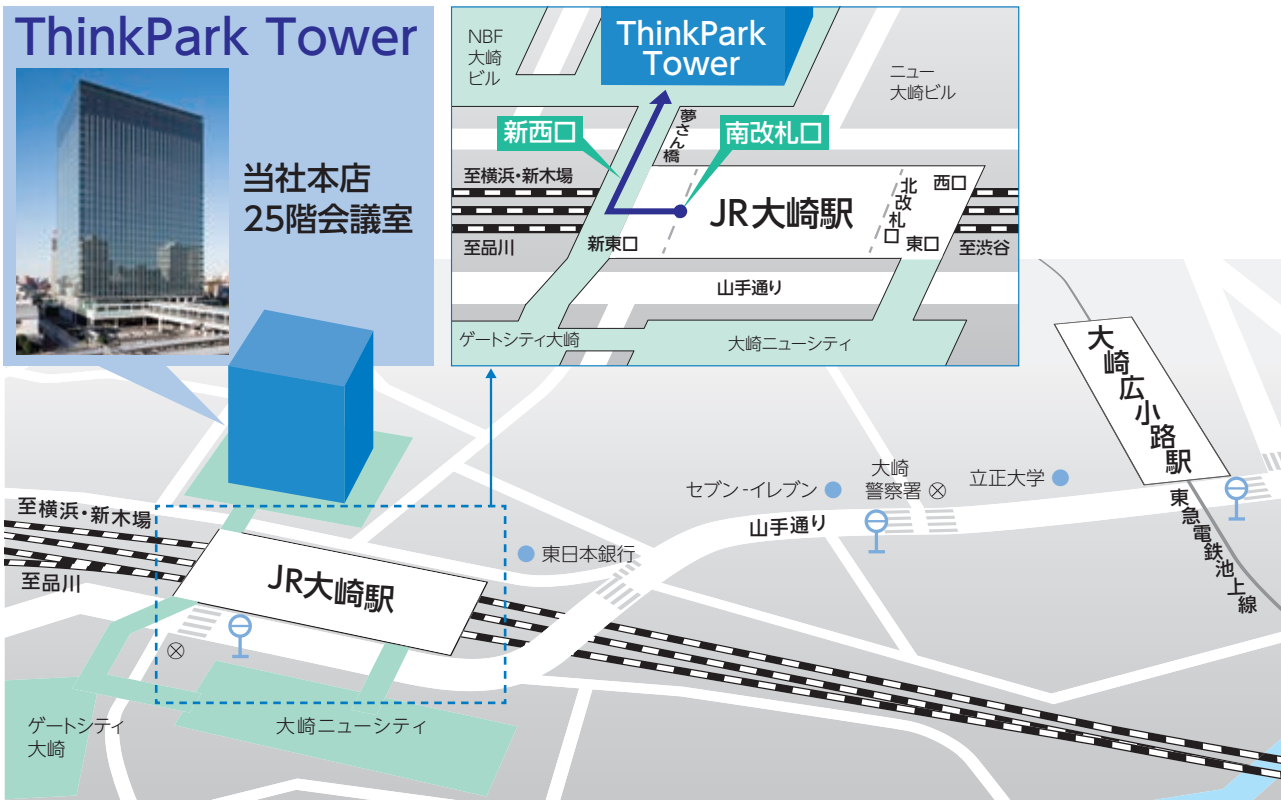 ThinkPark Tower
当社本店
25階会議室
NBF
大崎
ビル
ThinkPark
Tower
ニュー
大崎ビル
新西口
夢さん橋
南改札口
至横浜・新木場
JR大崎駅
北改札口
西口
至品川
新東口
東口
至渋谷
山手通り
ゲートシティ大崎
大崎ニューシティ
大崎広小路駅
大崎
警察署
立正大学
セブン-イレブン
山手通り
東急電鉄池上線
至横浜・新木場
東日本銀行
JR大崎駅
至品川
ゲートシティ
大崎
大崎ニューシティ